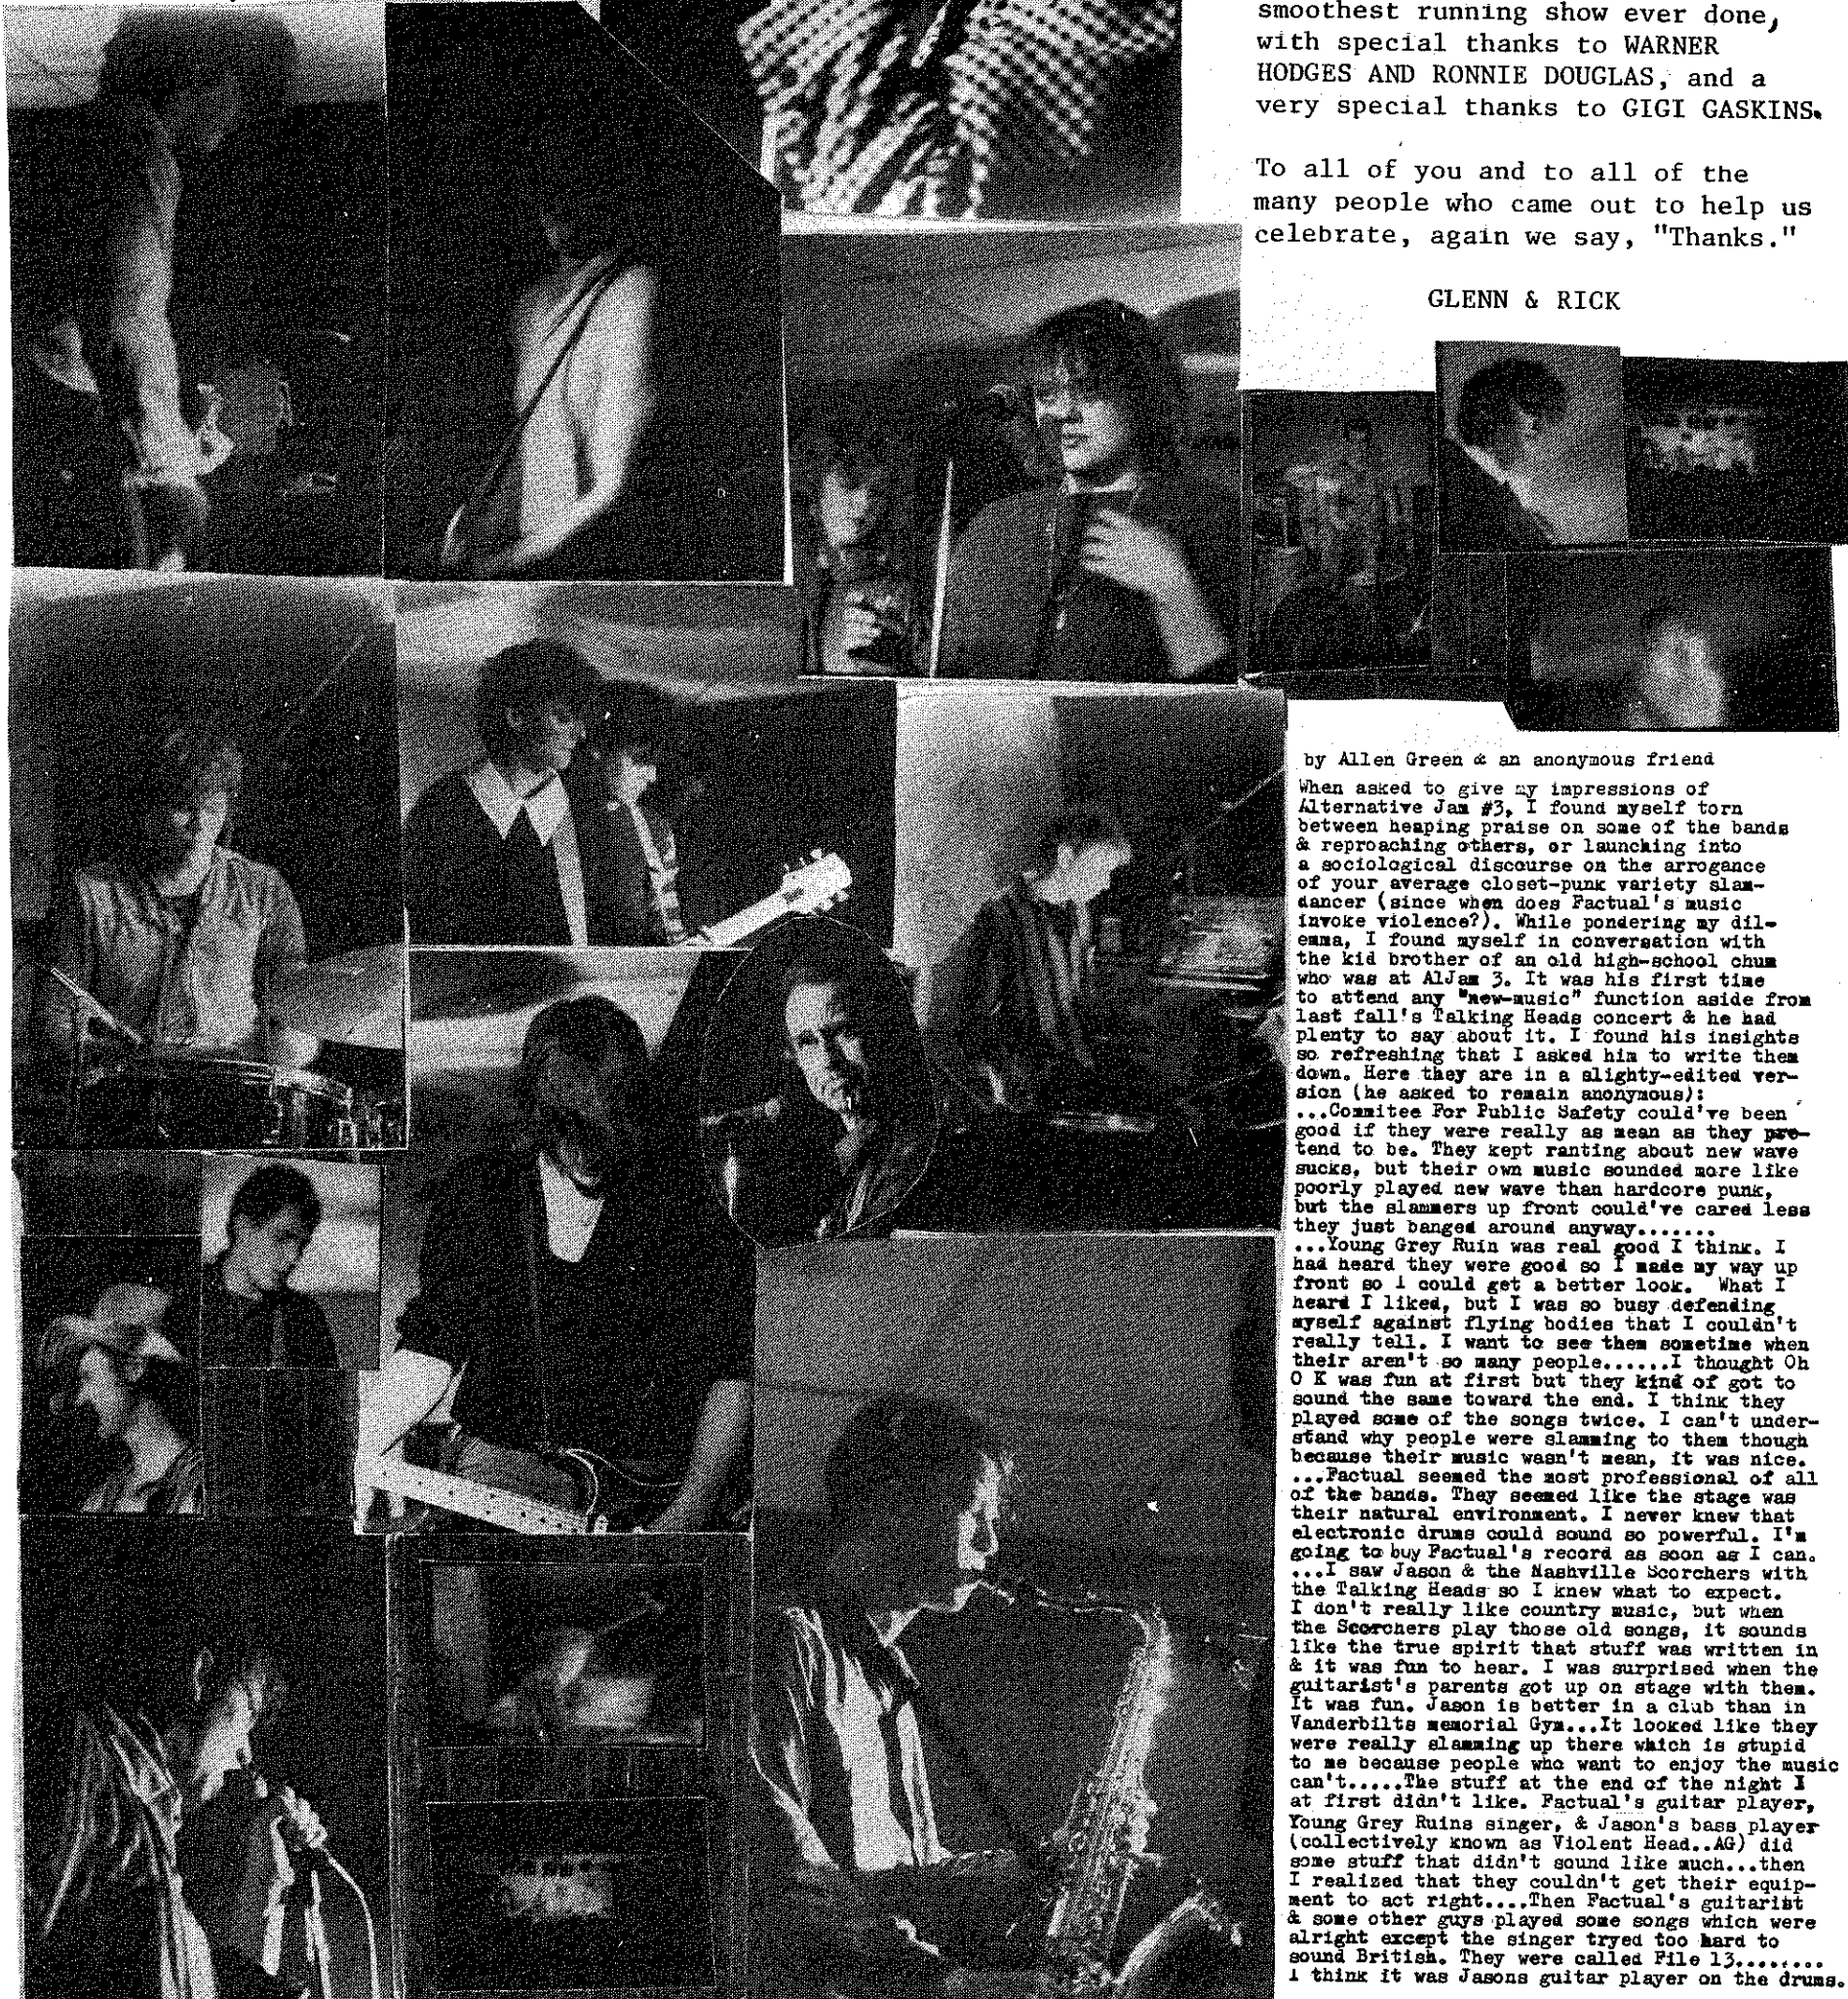 smoothest running show ever done,
with special thanks to WARNER
HODGES AND RONNIE DOUGLAS, and a
very special thanks to GIGI GASKINS.
To all of you and to all of the
many people who came out to help us
celebrate, again we say, "Thanks."
GLENN & RICK
by Allen Green & an anonymous friend
When asked to give my impressions of
Alternative Jam #3, I found myself torn
between heaping praise on some of the bands
& reproaching others, or launching into
a sociological discourse on the arrogance
of your average closet-punk variety slam-
dancer (since when does Factual's music
invoke violence?). While pondering my dil-
emma, I found myself in conversation with
the kid brother of an old high-school chum
who was at AlJam 3. It was his first time
to attend any "new-music" function aside from
last fall's Talking Heads concert & he had
plenty to say about it. I found his insights
so refreshing that I asked him to write them
down. Here they are in a slighty-edited ver-
sion (he asked to remain anonymous):
...Commitee For Public Safety could've been
good if they were really as mean as they pre-
tend to be. They kept ranting about new wave
sucks, but their own music sounded more like
poorly played new wave than hardcore punk,
but the slammers up front could've cared less
they just banged around anyway.......
...Young Grey Ruin was real good I think. I
had heard they were good so I made my way up
front so I could get a better look. What I
heard I liked, but I was so busy defending
myself against flying bodies that I couldn't
really tell. I want to see them sometime when
their aren't so many people......I thought Oh
O K was fun at first but they kind of got to
sound the same toward the end. I think they
played some of the songs twice. I can't under-
stand why people were slamming to them though
because their music wasn't mean, it was nice.
...Factual seemed the most professional of all
of the bands. They seemed like the stage was
their natural environment. I never knew that
electronic drums could sound so powerful. I'm
going to buy Factual's record as soon as I can.
...I saw Jason & the Nashville Scorchers with
the Talking Heads so I knew what to expect.
I don't really like country music, but when
the Scorchers play those old songs, it sounds
like the true spirit that stuff was written in
& it was fun to hear. I was surprised when the
guitarist's parents got up on stage with them.
It was fun. Jason is better in a club than in
Vanderbilts memorial Gym...It looked like they
were really slamming up there which is stupid
to me because people who want to enjoy the music
can't.....The stuff at the end of the night I
at first didn't like. Factual's guitar player,
Young Grey Ruins singer, & Jason's bass player
(collectively known as Violent Head..AG) did
some stuff that didn't sound like much...then
I realized that they couldn't get their equip-
ment to act right....Then Factual's guitarist
& some other guys played some songs which were
alright except the singer tryed too hard to
sound British. They were called File 13........
I think it was Jasons guitar player on the drums.